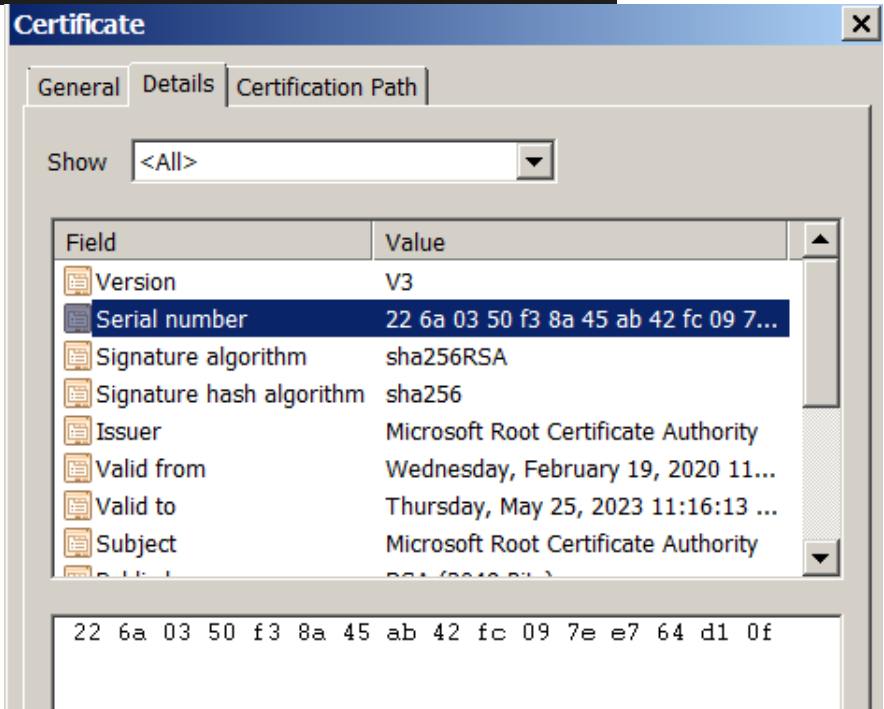 Certificate
General Details Certification Path
Show <All>
Field Value
Version V3
Serial number 22 6a 03 50 f3 8a 45 ab 42 fc 09 7...
Signature algorithm sha256RSA
Signature hash algorithm sha256
Issuer Microsoft Root Certificate Authority
Valid from Wednesday, February 19, 2020 11...
Valid to Thursday, May 25, 2023 11:16:13 ...
Subject Microsoft Root Certificate Authority
22 6a 03 50 f3 8a 45 ab 42 fc 09 7e e7 64 d1 0f